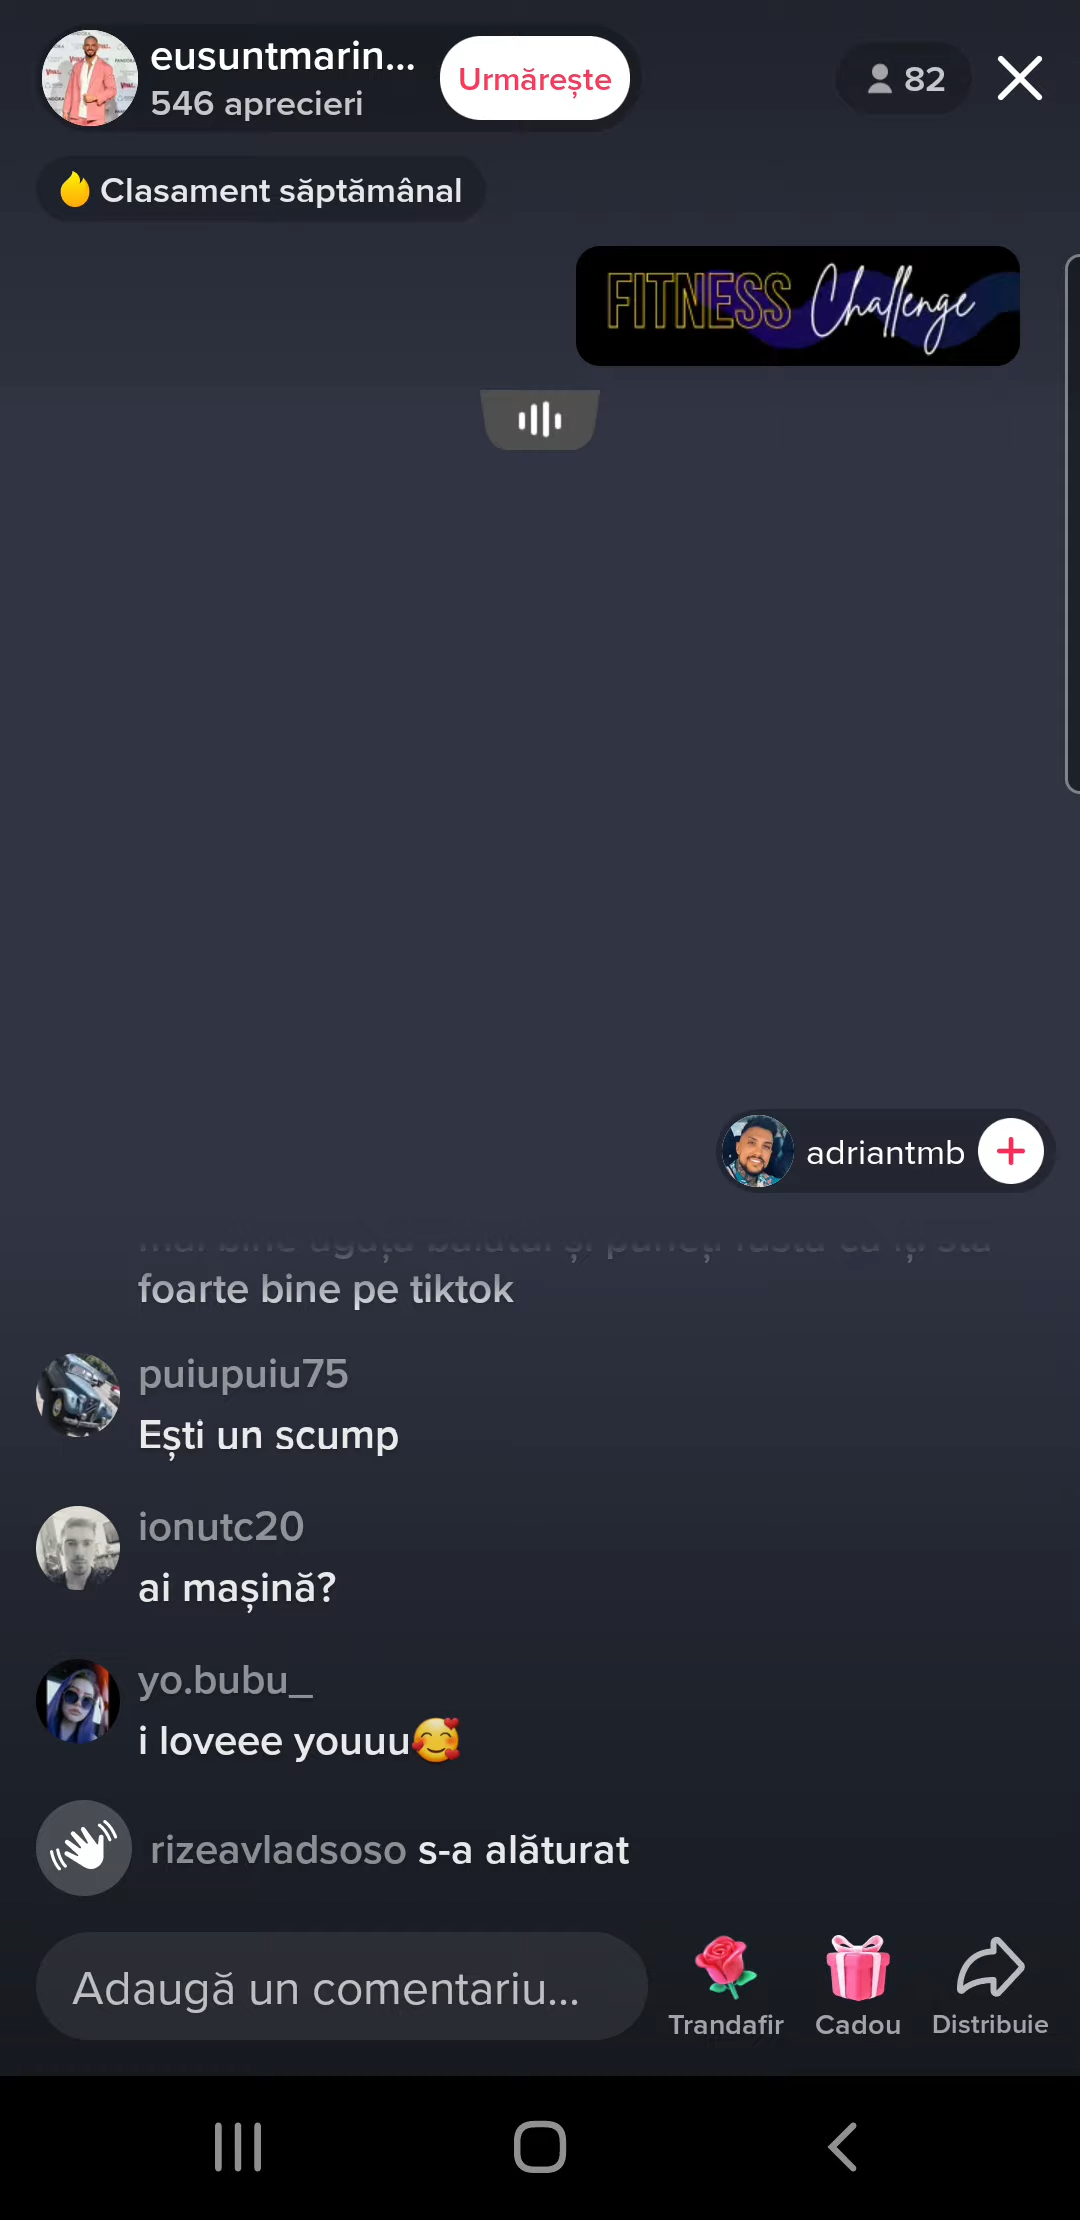 eusuntmarin...
546 aprecieri
Urmărește
82
Clasament săptămânal
FITNESS Challenge
adriantmb
foarte bine pe tiktok
puiupuiu75
Ești un scump
ionutc20
ai mașină?
yo.bubu_
i loveee youuu🥰
rizeavladsoso s-a alăturat
Adaugă un comentariu...
Trandafir
Cadou
Distribuie